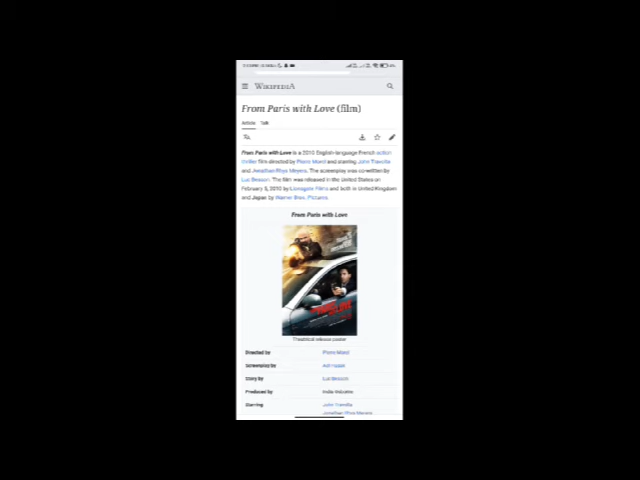 WIKIPEDIA
From Paris with Love (film)
Article Talk
From Paris with Love is a 2010 English-language French action
thriller film directed by Pierre Morel and starring John Travolta
and Jonathan Rhys Meyers. The screenplay was co-written by
Luc Besson. The film was released in the United States on
February 5, 2010 by Lionsgate Films and both in United Kingdom
and Japan by Warner Bros. Pictures.
From Paris with Love
Theatrical release poster
Directed by Pierre Morel
Screenplay by Adi Hasak
Story by Luc Besson
Produced by India Osborne
Starring John Travolta
Jonathan Rhys Meyers